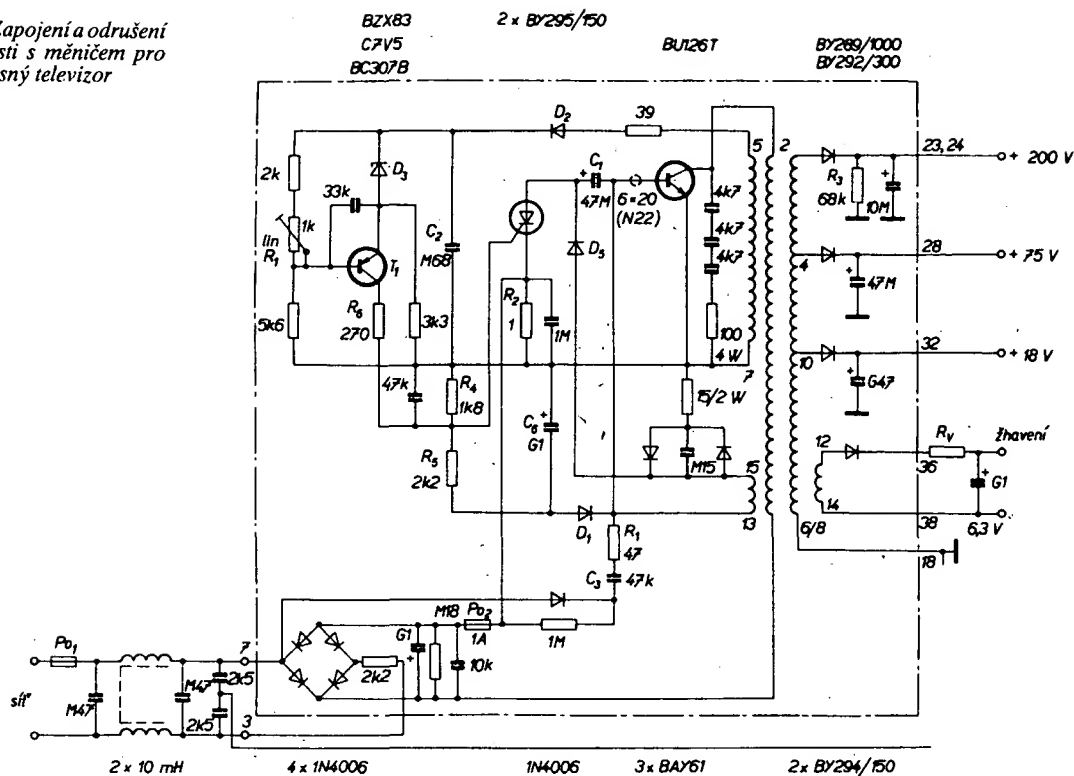 Zapojení a odrušení
sti s měničem pro
sný televizor
BZX83
C7V5
BC307B
2 x BY295/150
BU126T
BY289/1000
BY292/300
39
D2
5
2
23, 24
+ 200 V
2k
D3
C1
+
47M
R3
68k
+
10M
33k
6=20
(N22)
4k7
1k
lin
R1
C2
M68
D5
4k7
28
+ 75 V
T1
4k7
4
+
47M
R2
1
1M
5k6
R6
270
3k3
100
4 W
32
+ 18 V
10
+
G47
7
47k
R4
1k8
15/2 W
C6
+
G1
12
Rv
žhavení
36
R5
2k2
M15
15
+
G1
14
13
38
D1
6/8
6,3 V
R1
47
18
C3
47k
M18
Po2
G1
+
1A
1M
10k
Po1
7
2k2
síť
M47
M47
2k5
2k5
3
2 x 10 mH
4 x 1N4006
1N4006
3 x BAY61
2 x BY294/150